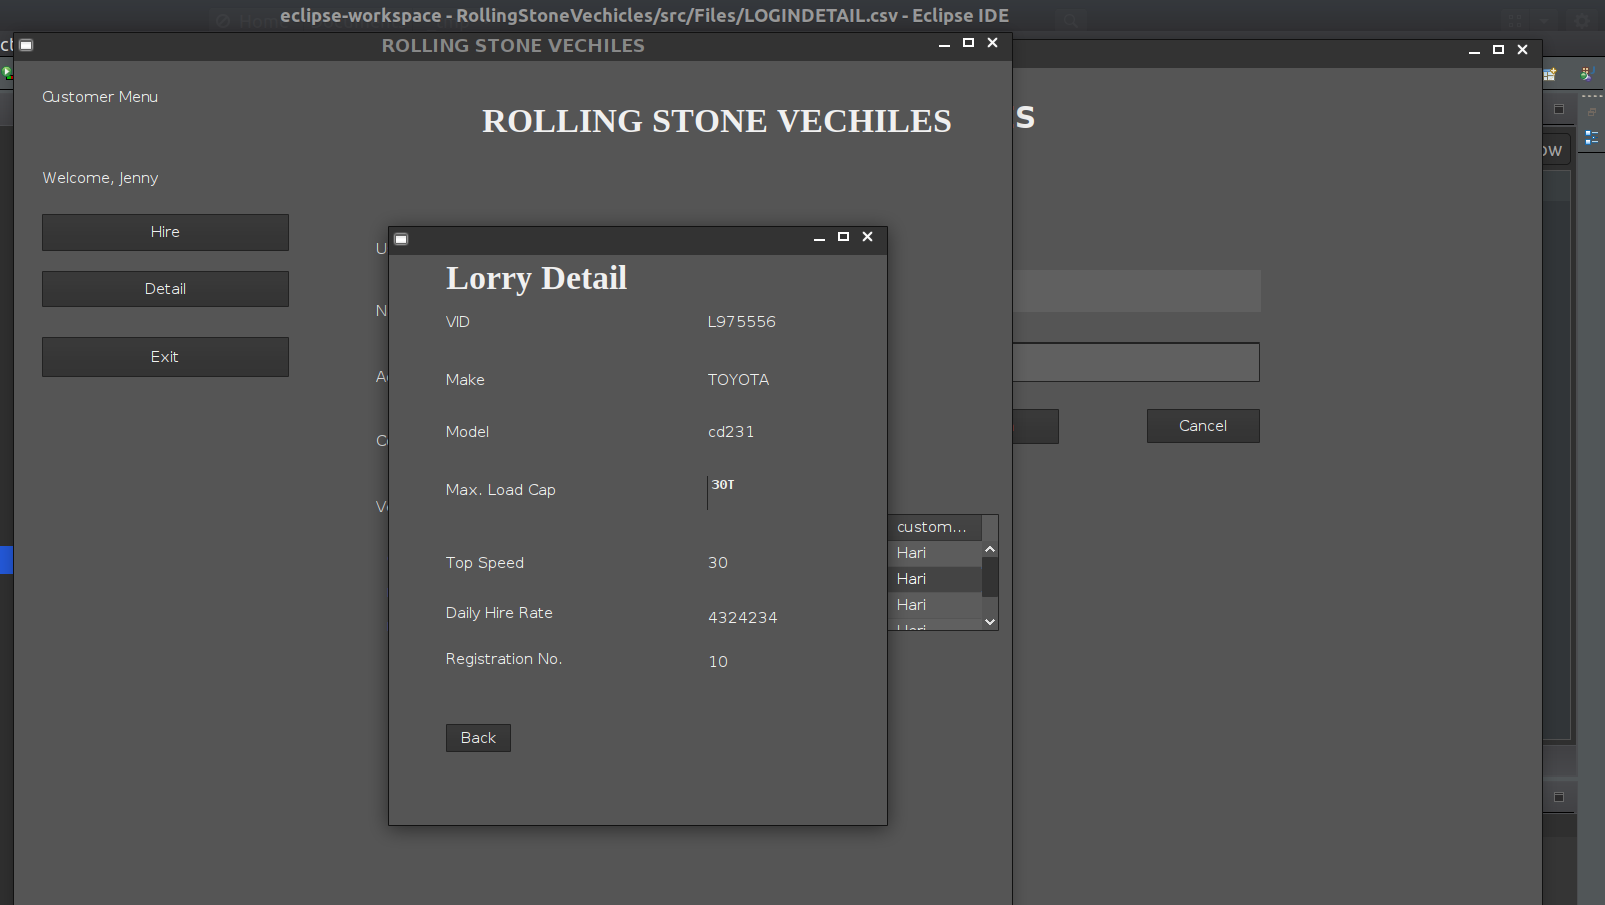 eclipse-workspace - RollingStoneVechicles/src/Files/LOGINDETAIL.csv - Eclipse IDE
ROLLING STONE VECHILES
Customer Menu
ROLLING STONE VECHILES
S
Welcome, Jenny
Hire
Detail
Exit
Lorry Detail
VID L975556
Make TOYOTA
Model cd231
Max. Load Cap 30T
Top Speed 30
Daily Hire Rate 4324234
Registration No. 10
Back
Cancel
custom...
Hari
Hari
Hari
Hari